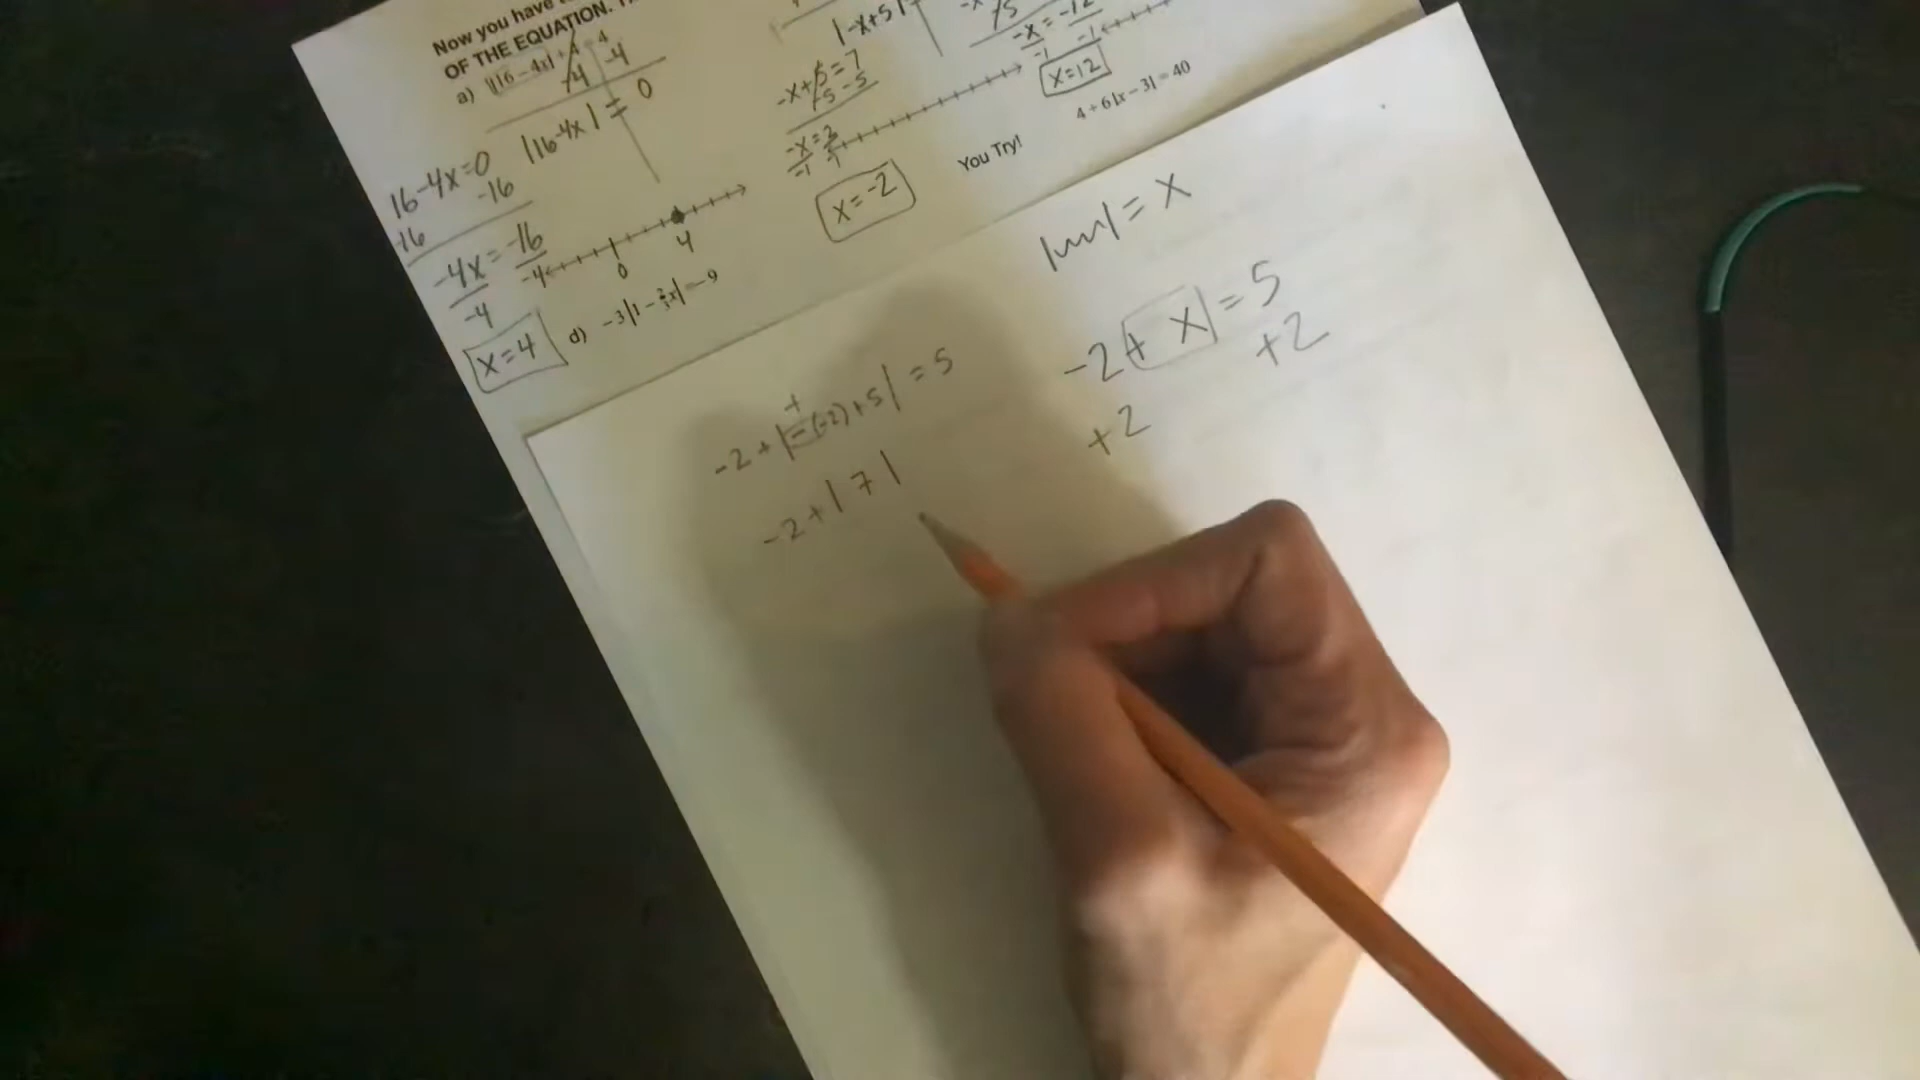 Now you have
OF THE EQUATION.
a) |16 – 4x| + 4 = 4
-4 -4
|16-4x| = 0
16-4x=0
-16 -16
-4x = -16
-4 -4
x=4
0 4
|-x+5|
-x+5=7
-5 -5
-x=2
-1 -1
x=-2
-x=-12
-1 -1
x=12
You Try!
4 + 6|x – 3| = 40
d) -3|1 –
= -9
= x
-2+ x = 5
+2 +2
+
-2+|-(-2)+5| = 5
-2+|7|